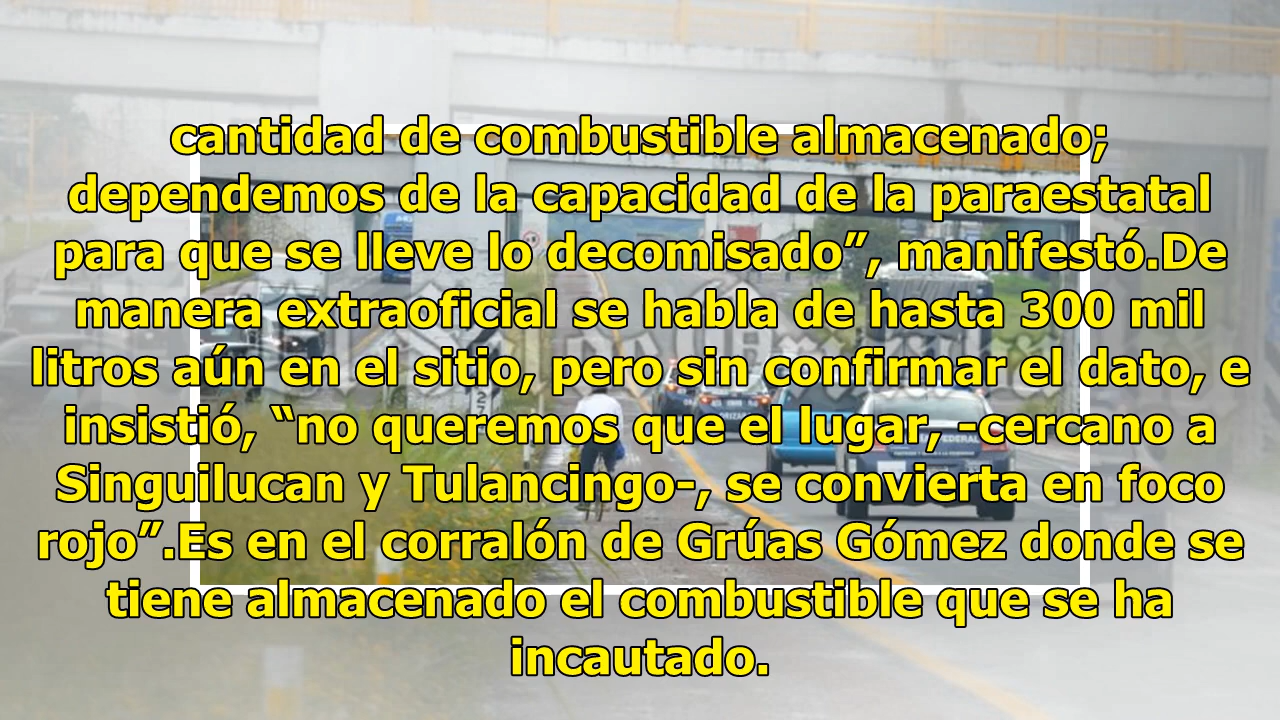 cantidad de combustible almacenado;
dependemos de la capacidad de la paraestatal
para que se lleve lo decomisado”, manifestó.De
manera extraoficial se habla de hasta 300 mil
litros aún en el sitio, pero sin confirmar el dato, e
insistió, “no queremos que el lugar, -cercano a
Singuilucan y Tulancingo-, se convierta en foco
rojo”.Es en el corralón de Grúas Gómez donde se
tiene almacenado el combustible que se ha
incautado.